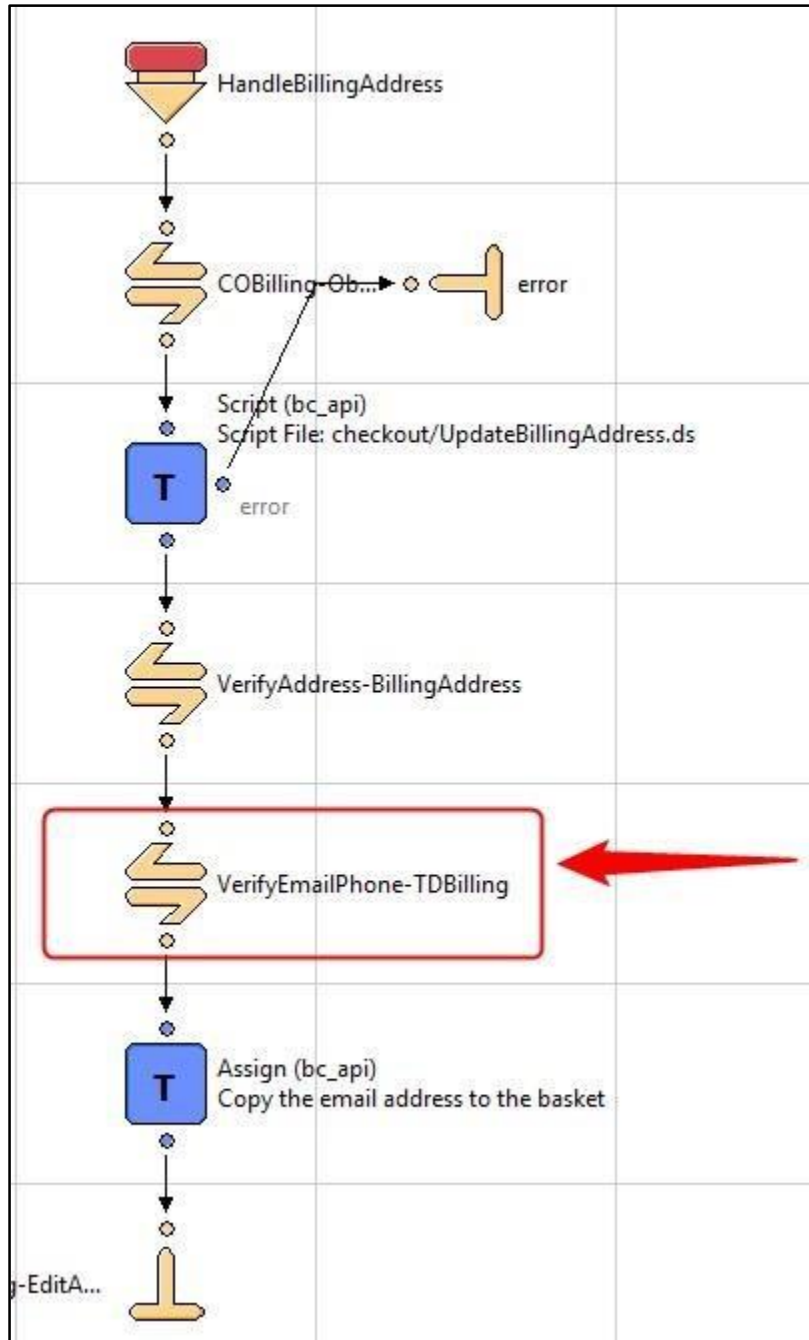 HandleBillingAddress
COBilling-Ob...
error
Script (bc_api)
Script File: checkout/UpdateBillingAddress.ds
T
error
VerifyAddress-BillingAddress
VerifyEmailPhone-TDBilling
Assign (bc_api)
T
Copy the email address to the basket
g-EditA...